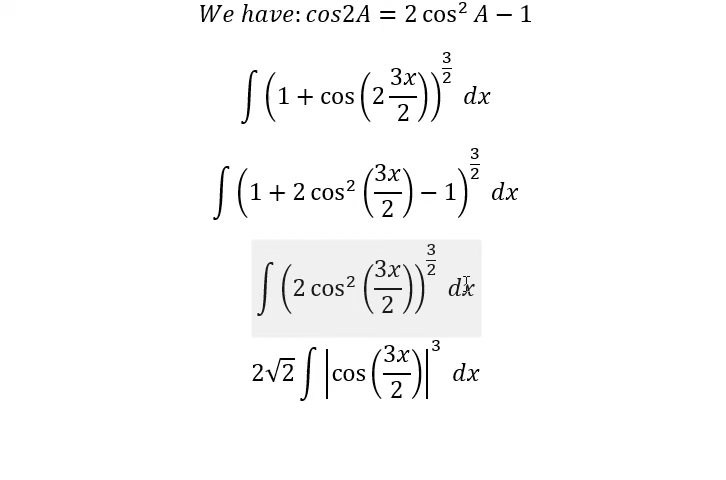 We have: cos2A = 2 cos² A − 1
∫(1 + cos(2 3x/2))^(3/2) dx
∫(1 + 2 cos²(3x/2) − 1)^(3/2) dx
∫(2 cos²(3x/2))^(3/2) dx
2√2 ∫|cos(3x/2)|³ dx